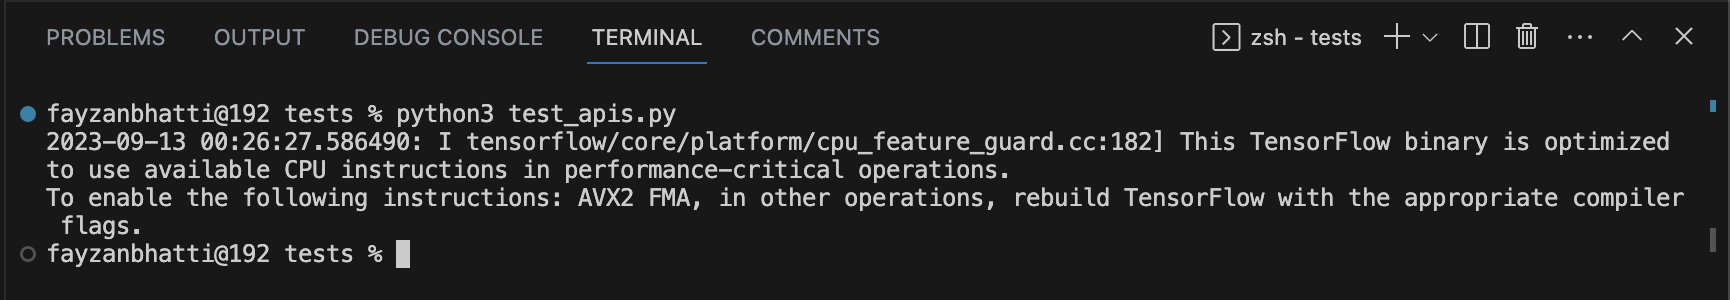 PROBLEMS OUTPUT DEBUG CONSOLE TERMINAL COMMENTS zsh - tests
fayzanbhatti@192 tests % python3 test_apis.py
2023-09-13 00:26:27.586490: I tensorflow/core/platform/cpu_feature_guard.cc:182] This TensorFlow binary is optimized
to use available CPU instructions in performance-critical operations.
To enable the following instructions: AVX2 FMA, in other operations, rebuild TensorFlow with the appropriate compiler
flags.
fayzanbhatti@192 tests %